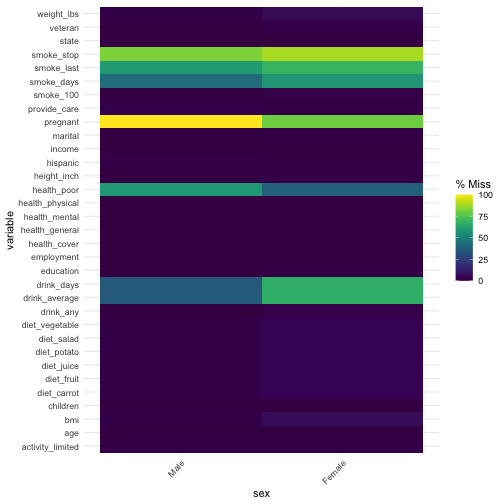 weight_lbs
veteran
state
smoke_stop
smoke_last
smoke_days
smoke_100
provide_care
pregnant
marital
income
hispanic
height_inch
health_poor
health_physical
health_mental
health_general
health_cover
employment
education
drink_days
drink_average
drink_any
diet_vegetable
diet_salad
diet_potato
diet_juice
diet_fruit
diet_carrot
children
bmi
age
activity_limited
variable
Male
Female
sex
% Miss
100
75
50
25
0